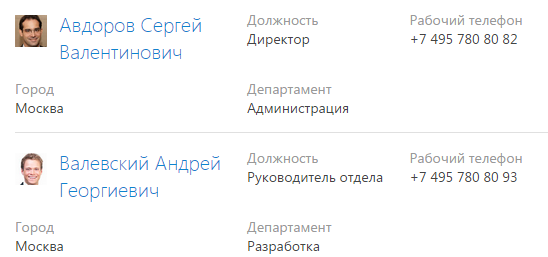 Авдоров Сергей
Валентинович
Должность
Директор
Рабочий телефон
+7 495 780 80 82
Город
Москва
Департамент
Администрация
Валевский Андрей
Георгиевич
Должность
Руководитель отдела
Рабочий телефон
+7 495 780 80 93
Город
Москва
Департамент
Разработка